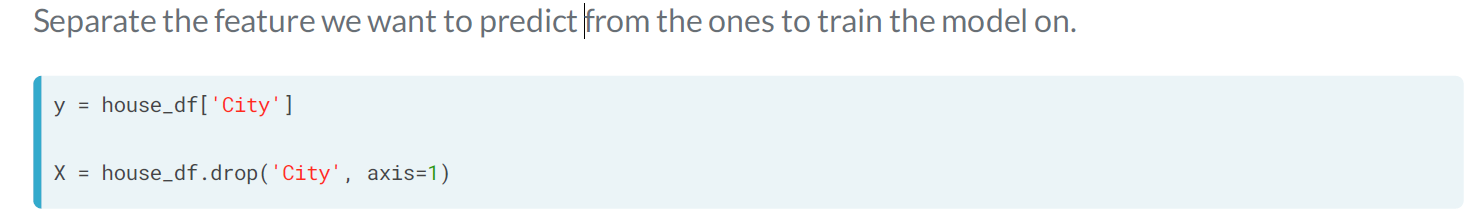 Separate the feature we want to predict from the ones to train the model on.
y = house_df['City']
X = house_df.drop('City', axis=1)